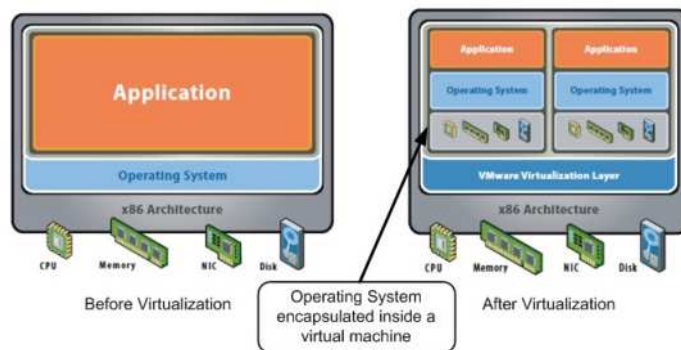 Application
Operating System
x86 Architecture
CPU
Memory
NIC
Disk
Before Virtualization
Application
Application
Operating System
Operating System
VMware Virtualization Layer
x86 Architecture
CPU
Memory
NIC
Disk
After Virtualization
Operating System
encapsulated inside a
virtual machine